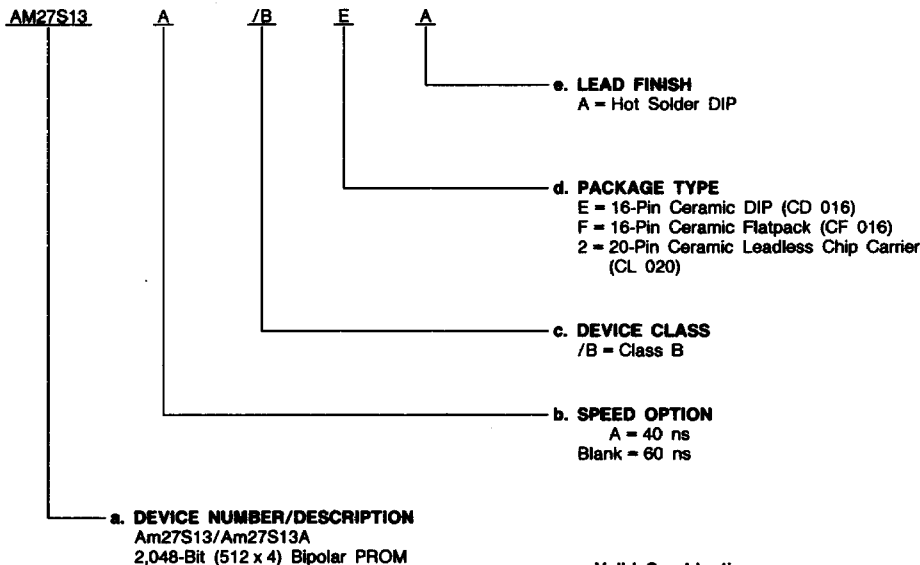 AM27S13 A /B E A
e. LEAD FINISH
A = Hot Solder DIP
d. PACKAGE TYPE
E = 16-Pin Ceramic DIP (CD 016)
F = 16-Pin Ceramic Flatpack (CF 016)
2 = 20-Pin Ceramic Leadless Chip Carrier
(CL 020)
c. DEVICE CLASS
/B = Class B
b. SPEED OPTION
A = 40 ns
Blank = 60 ns
a. DEVICE NUMBER/DESCRIPTION
Am27S13/Am27S13A
2,048-Bit (512 x 4) Bipolar PROM